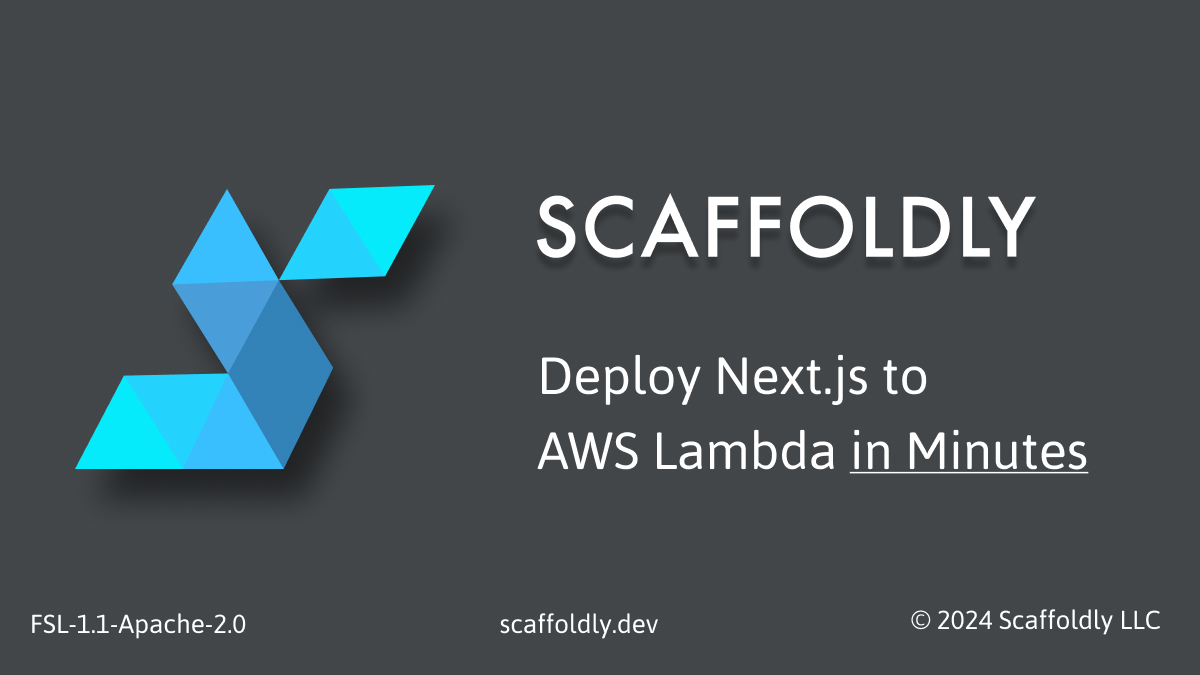 SCAFFOLDLY
Deploy Next.js to
AWS Lambda in Minutes
FSL-1.1-Apache-2.0
scaffoldly.dev
© 2024 Scaffoldly LLC